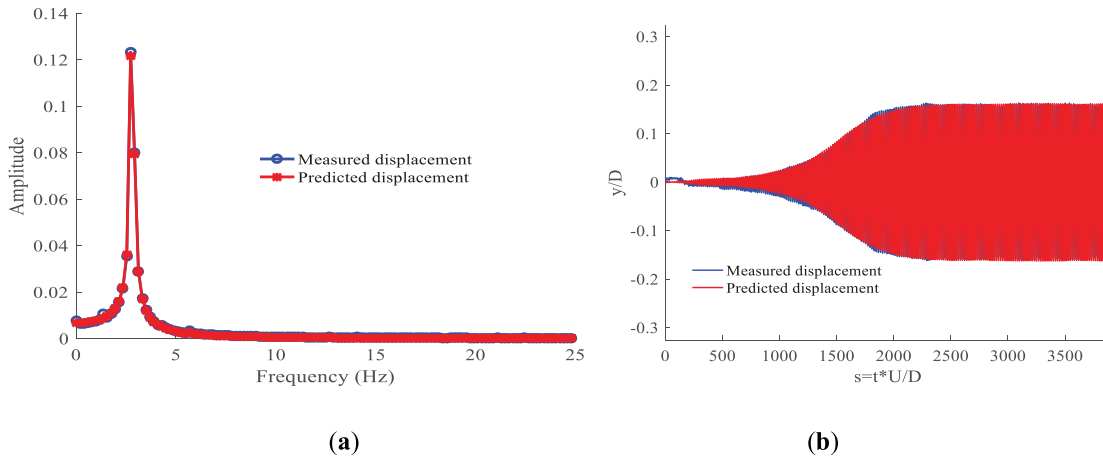 0.14
0.12
0.1
0.08
0.06
0.04
0.02
0
Amplitude
Measured displacement
Predicted displacement
0 5 10 15 20 25
Frequency (Hz)
(a)
0.3
0.2
0.1
0
-0.1
-0.2
-0.3
y/D
Measured displacement
Predicted displacement
0 500 1000 1500 2000 2500 3000 3500
s=t*U/D
(b)